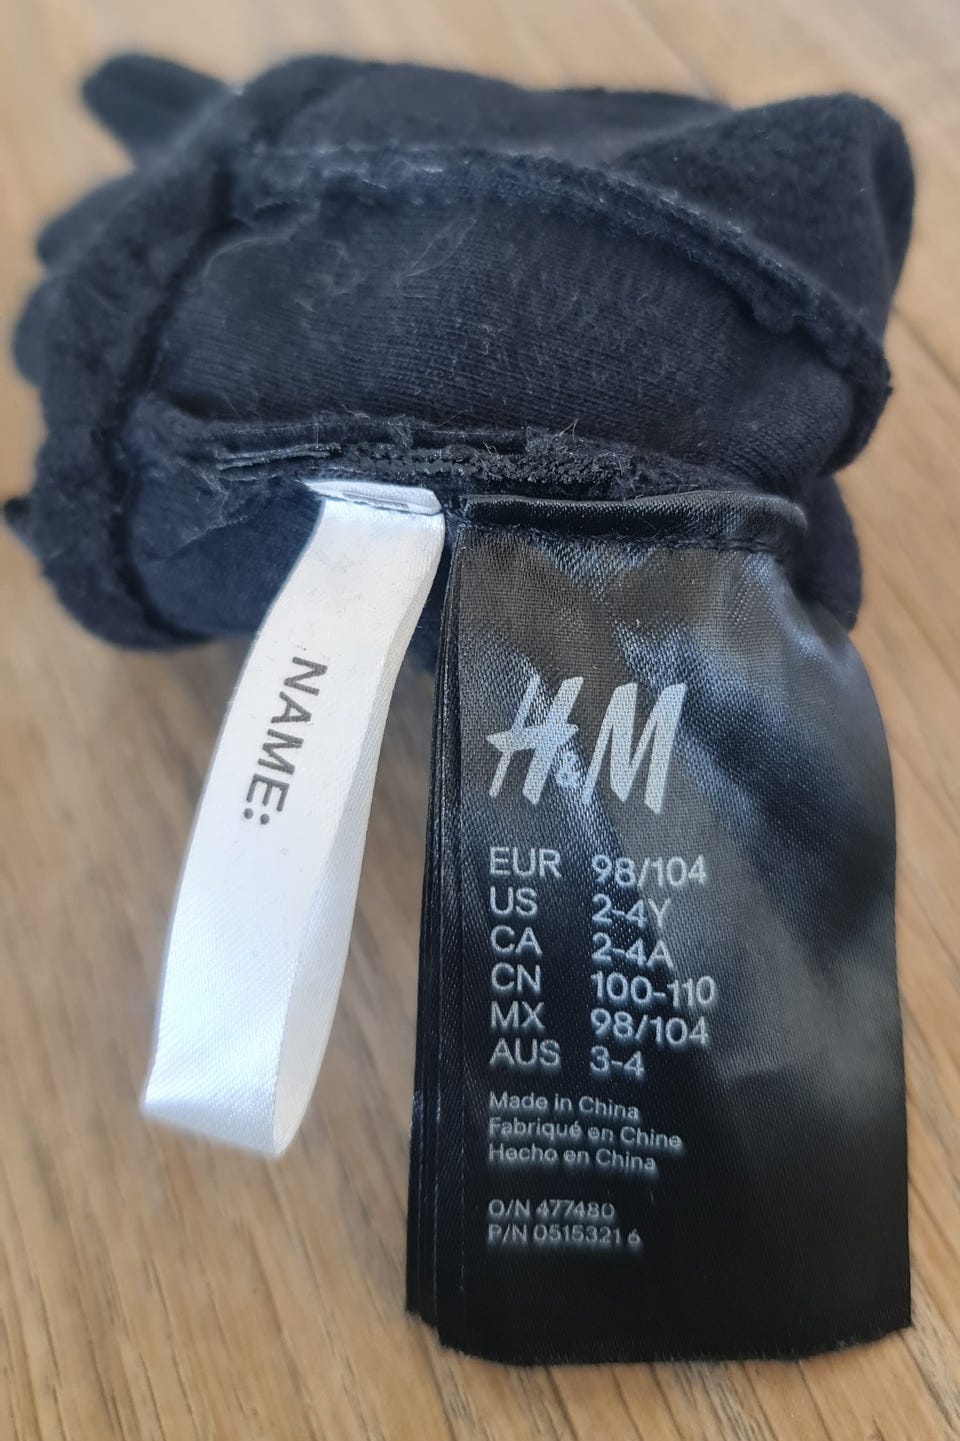 NAME:
H&M
EUR 98/104
US 2-4Y
CA 2-4A
CN 100-110
MX 98/104
AUS 3-4
Made in China
Fabriqué en Chine
Hecho en China
O/N 477480
P/N 0515321 6